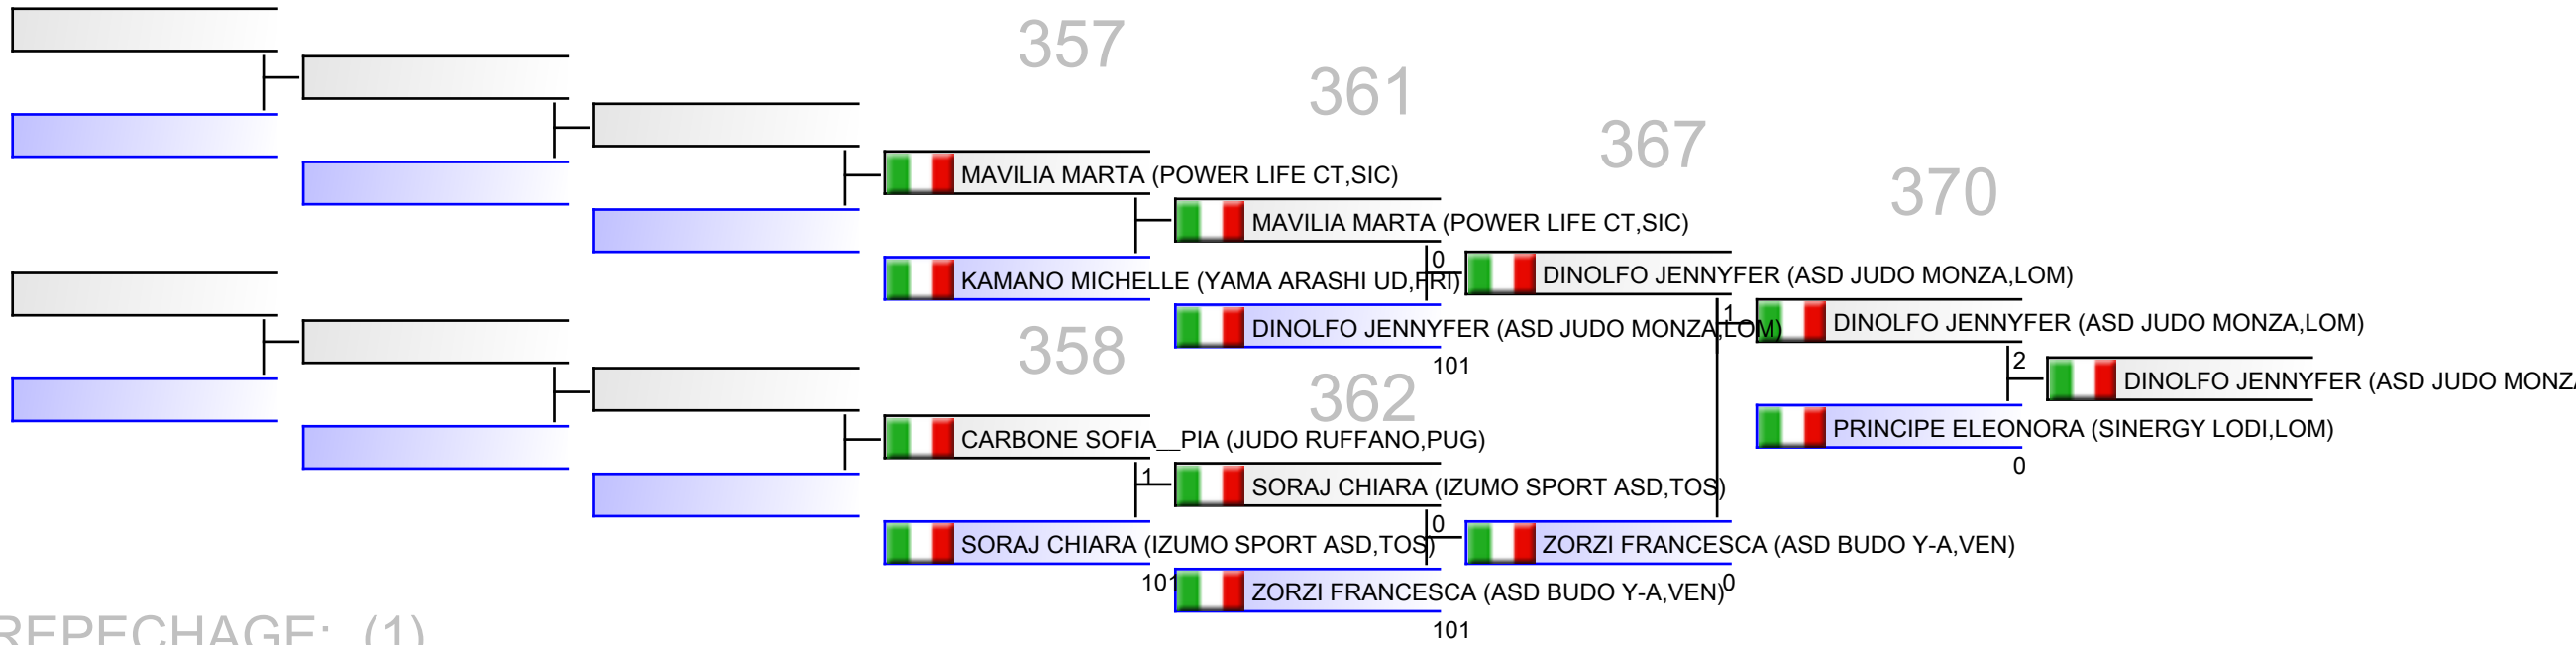 357
361
367
370
MAVILIA MARTA (POWER LIFE CT,SIC)
MAVILIA MARTA (POWER LIFE CT,SIC)
0
DINOLFO JENNYFER (ASD JUDO MONZA,LOM)
KAMANO MICHELLE (YAMA ARASHI UD,FRI)
1
DINOLFO JENNYFER (ASD JUDO MONZA,LOM)
DINOLFO JENNYFER (ASD JUDO MONZA,LOM)
358
101
2
DINOLFO JENNYFER (ASD JUDO MONZ
362
CARBONE SOFIA__PIA (JUDO RUFFANO,PUG)
PRINCIPE ELEONORA (SINERGY LODI,LOM)
0
1
SORAJ CHIARA (IZUMO SPORT ASD,TOS)
0
SORAJ CHIARA (IZUMO SPORT ASD,TOS)
ZORZI FRANCESCA (ASD BUDO Y-A,VEN)
101
ZORZI FRANCESCA (ASD BUDO Y-A,VEN)
0
101
REPECHAGE: (1)